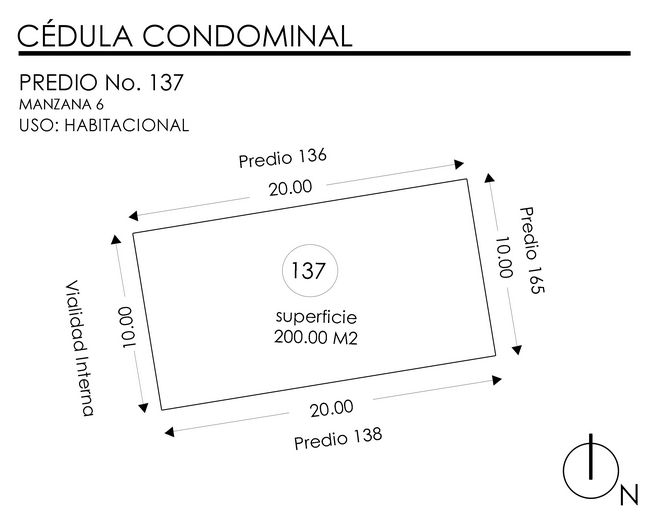 CÉDULA CONDOMINAL
PREDIO No. 137
MANZANA 6
USO: HABITACIONAL
Predio 136
20.00
Predio 165
10.00
137
superficie
200.00 M2
Vialidad Interna
10.00
20.00
Predio 138
N